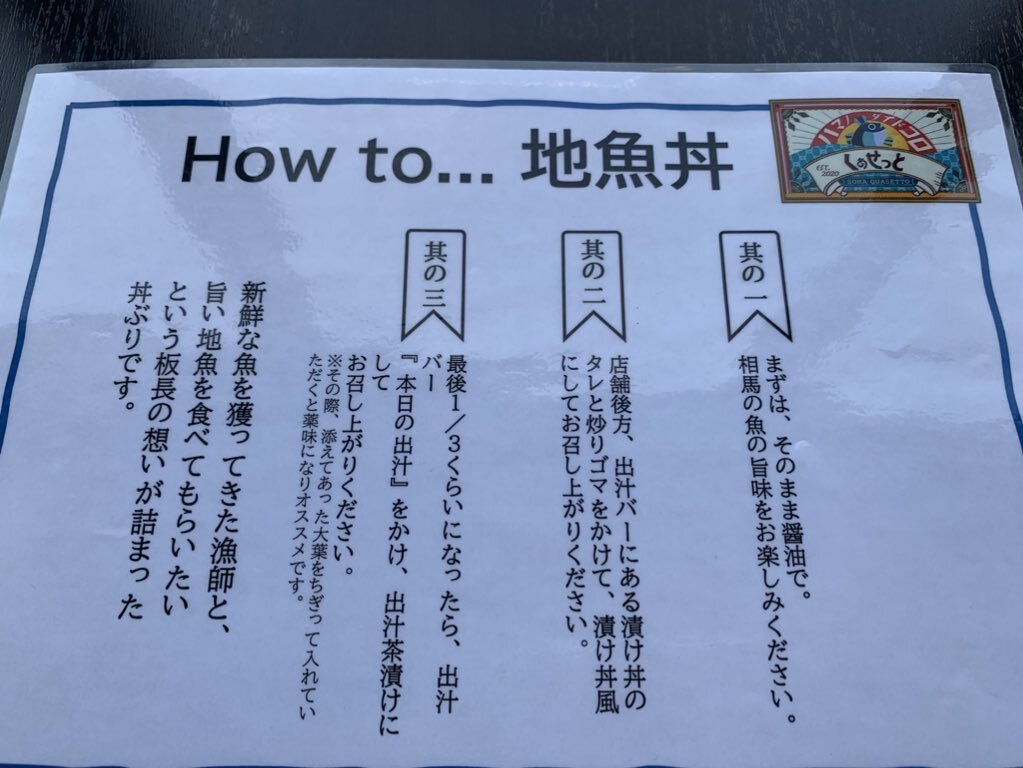 How to... 地魚丼
ハマノダイドコロ
くぁせっと
EST. 2020
SOMA QUASETTO
其の一
まずは、そのまま醤油で。
相馬の魚の旨味をお楽しみください。
其の二
店舗後方、出汁バーにある漬け丼の
タレと炒りゴマをかけて、漬け丼風
にしてお召し上がりください。
其の三
最後1／3くらいになったら、出汁
バー
『本日の出汁』をかけ、出汁茶漬けに
して
お召し上がりください。
※その際、添えてあった大葉をちぎって入れてい
ただくと薬味になりオススメです。
新鮮な魚を獲ってきた漁師と、
旨い地魚を食べてもらいたい
という板長の想いが詰まった
丼ぶりです。